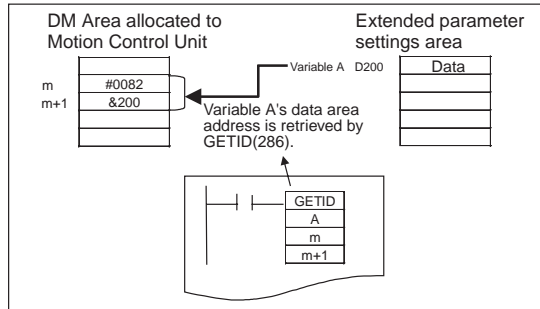 DM Area allocated to
Motion Control Unit
Extended parameter
settings area
Variable A D200
Data
m
#0082
m+1
&200
Variable A's data area
address is retrieved by
GETID(286).
GETID
A
m
m+1